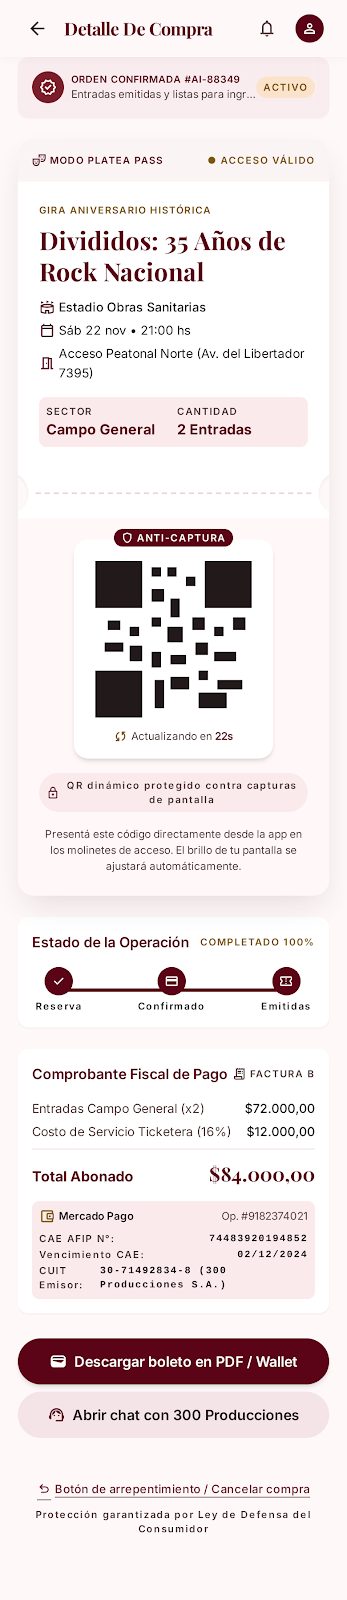 Detalle De Compra
ORDEN CONFIRMADA #AI-88349
Entradas emitidas y listas para ingr...
ACTIVO
MODO PLATEA PASS
ACCESO VÁLIDO
GIRA ANIVERSARIO HISTÓRICA
Divididos: 35 Años de
Rock Nacional
Estadio Obras Sanitarias
Sáb 22 nov • 21:00 hs
Acceso Peatonal Norte (Av. del Libertador
7395)
SECTOR
CANTIDAD
Campo General
2 Entradas
ANTI-CAPTURA
Actualizando en 22s
QR dinámico protegido contra capturas
de pantalla
Presentá este código directamente desde la app en
los molinetes de acceso. El brillo de tu pantalla se
ajustará automáticamente.
Estado de la Operación
COMPLETADO 100%
Reserva
Confirmado
Emitidas
Comprobante Fiscal de Pago
FACTURA B
Entradas Campo General (x2)
$72.000,00
Costo de Servicio Ticketera (16%)
$12.000,00
Total Abonado
$84.000,00
Mercado Pago
Op. #9182374021
CAE AFIP N°:
74483920194852
Vencimiento CAE:
02/12/2024
CUIT
Emisor:
30-71492834-8 (300
Producciones S.A.)
Descargar boleto en PDF / Wallet
Abrir chat con 300 Producciones
Botón de arrepentimiento / Cancelar compra
Protección garantizada por Ley de Defensa del
Consumidor